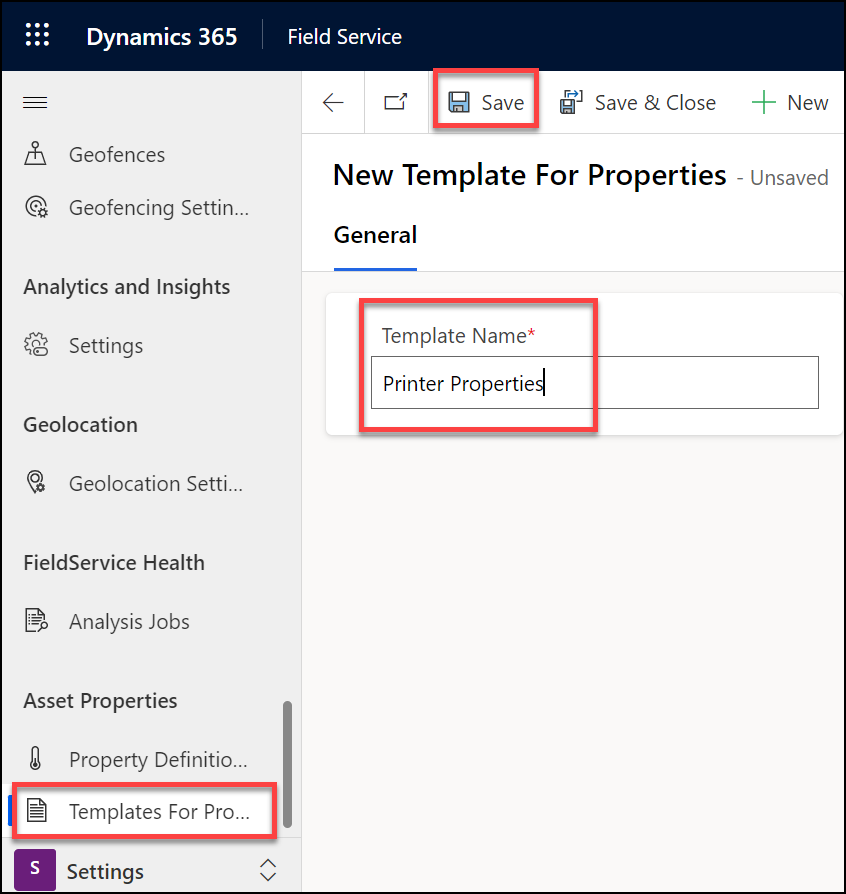 Dynamics 365
Field Service
Save
Save & Close
New
Geofences
Geofencing Settin...
Analytics and Insights
Settings
Geolocation
Geolocation Setti...
FieldService Health
Analysis Jobs
Asset Properties
Property Definitio...
Templates For Pro...
S
Settings
New Template For Properties - Unsaved
General
Template Name*
Printer Properties